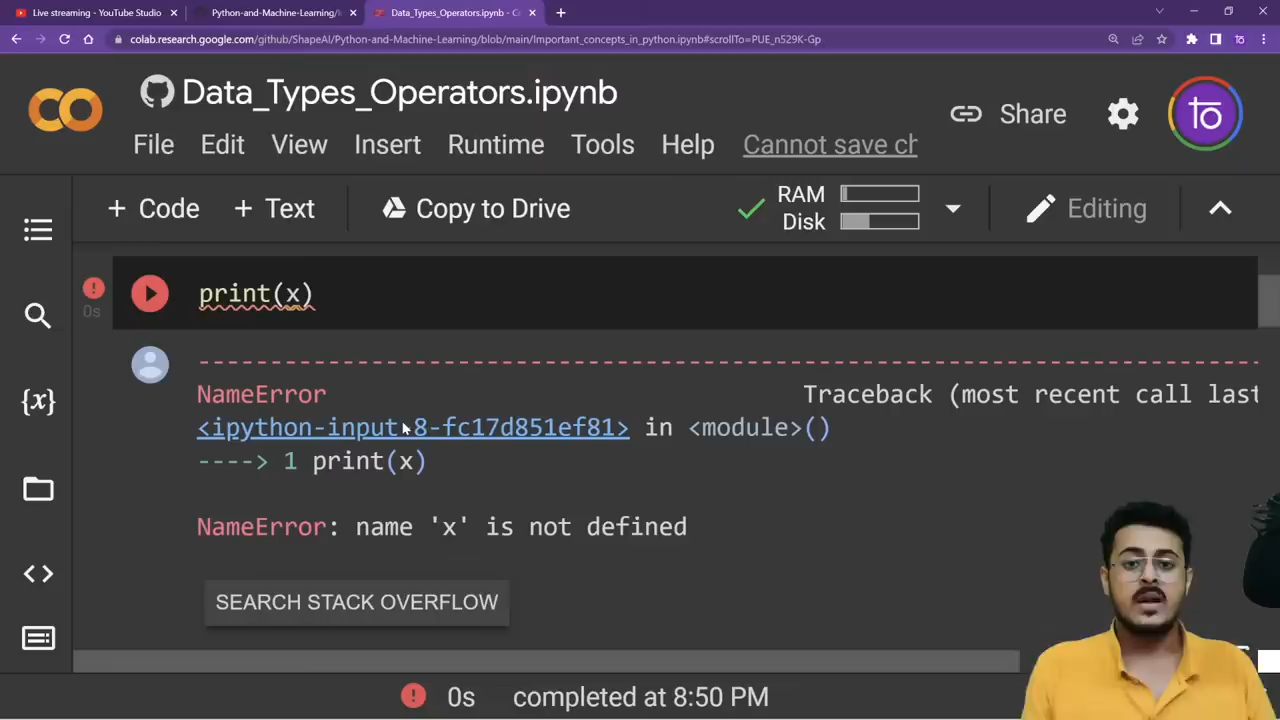 Live streaming - YouTube Studio
Python-and-Machine-Learning/
Data_Types_Operators.ipynb - C
colab.research.google.com/github/ShapeAI/Python-and-Machine-Learning/blob/main/Important_concepts_in_python.ipynb#scrollTo=PUE_n529K-Gp
Data_Types_Operators.ipynb
File Edit View Insert Runtime Tools Help Cannot save ch
Share
+ Code + Text Copy to Drive
RAM
Disk
Editing
print(x)
0s
NameError Traceback (most recent call last
<ipython-input-8-fc17d851ef81> in <module>()
----> 1 print(x)
NameError: name 'x' is not defined
SEARCH STACK OVERFLOW
{x}
0s completed at 8:50 PM